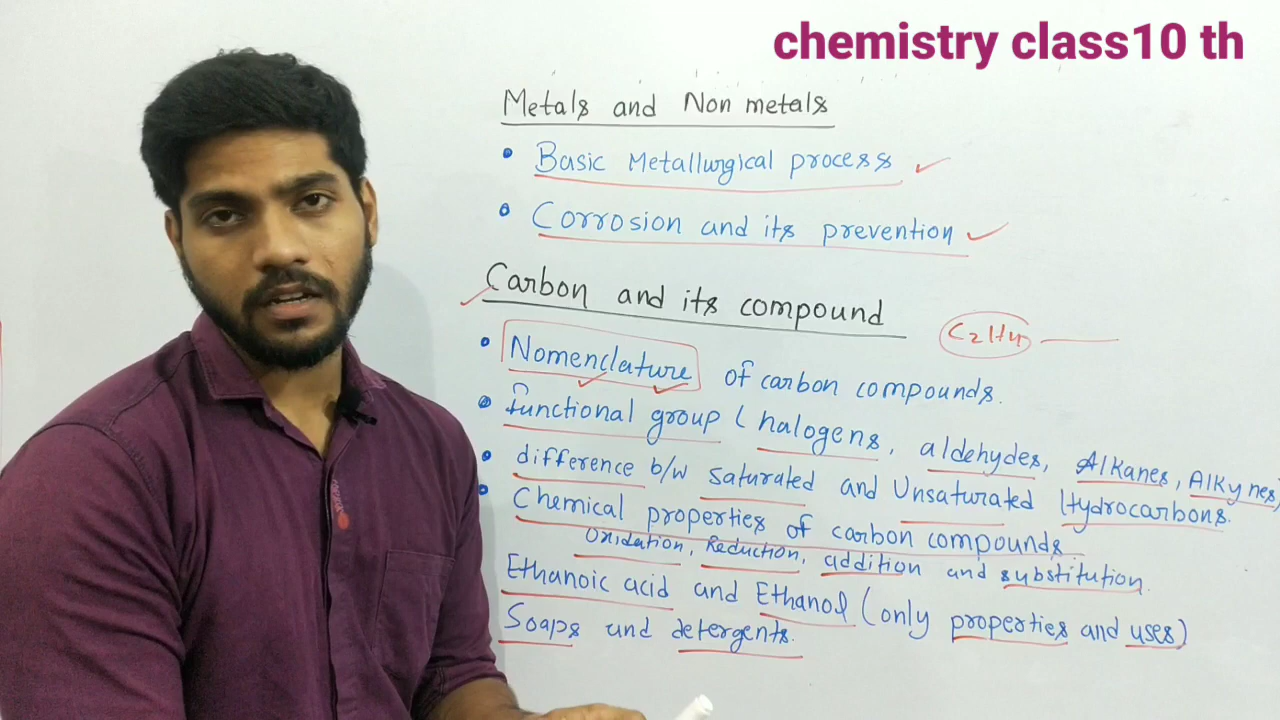 chemistry class10 th
Metals and Non metals
• Basic Metallurgical process ✓
• Corrosion and its prevention ✓
Carbon and its compound
C2H4
• Nomenclature of carbon compounds.
• functional group (halogens, aldehydes, Alkanes, Alkynes)
• difference b/w saturated and Unsaturated Hydrocarbons.
• Chemical properties of carbon compounds
Oxidation, Reduction, addition and substitution.
Ethanoic acid and Ethanol (only properties and uses)
Soaps and detergents.